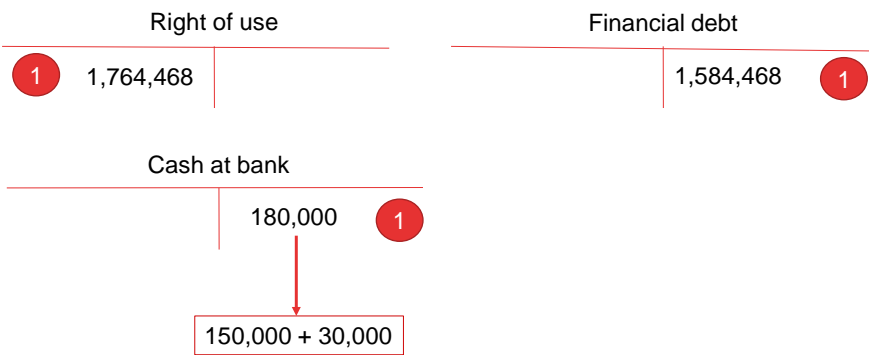 Right of use
Financial debt
1 1,764,468
1,584,468 1
Cash at bank
180,000 1
150,000 + 30,000